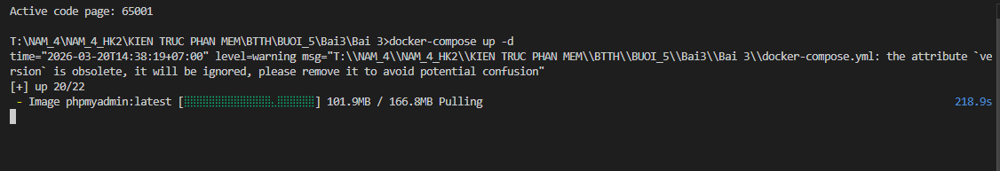 Active code page: 65001
T:\NAM_4\NAM_4_HK2\KIEN TRUC PHAN MEM\BTTH\BUOI_5\Bai3\Bai 3>docker-compose up -d
time="2026-03-20T14:38:19+07:00" level=warning msg="T:\\NAM_4\\NAM_4_HK2\\KIEN TRUC PHAN MEM\\BTTH\\BUOI_5\\Bai3\\Bai 3\\docker-compose.yml: the attribute `ve
rsion` is obsolete, it will be ignored, please remove it to avoid potential confusion"
[+] up 20/22
- Image phpmyadmin:latest [⣿⣿⣿⣿⣿⣿⣿⣿⣿⣿⣿⣿⣿⣿⣿⣿⣿⣄⣿⣿⣿⣿⣿⣿⣿] 101.9MB / 166.8MB Pulling 218.9s